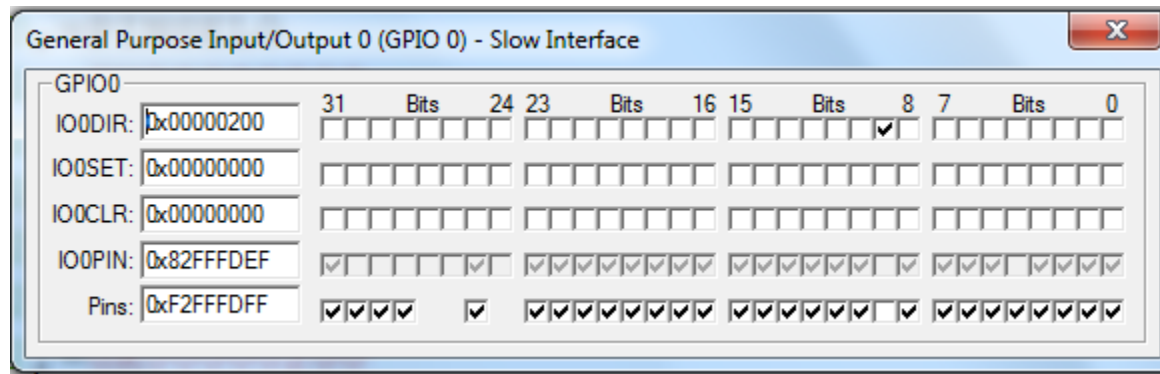 General Purpose Input/Output 0 (GPIO 0) - Slow Interface
GPIO0
31 Bits 24 23 Bits 16 15 Bits 8 7 Bits 0
IO0DIR: 0x00000200
IO0SET: 0x00000000
IO0CLR: 0x00000000
IO0PIN: 0x82FFFDEF
Pins: 0xF2FFFDFF